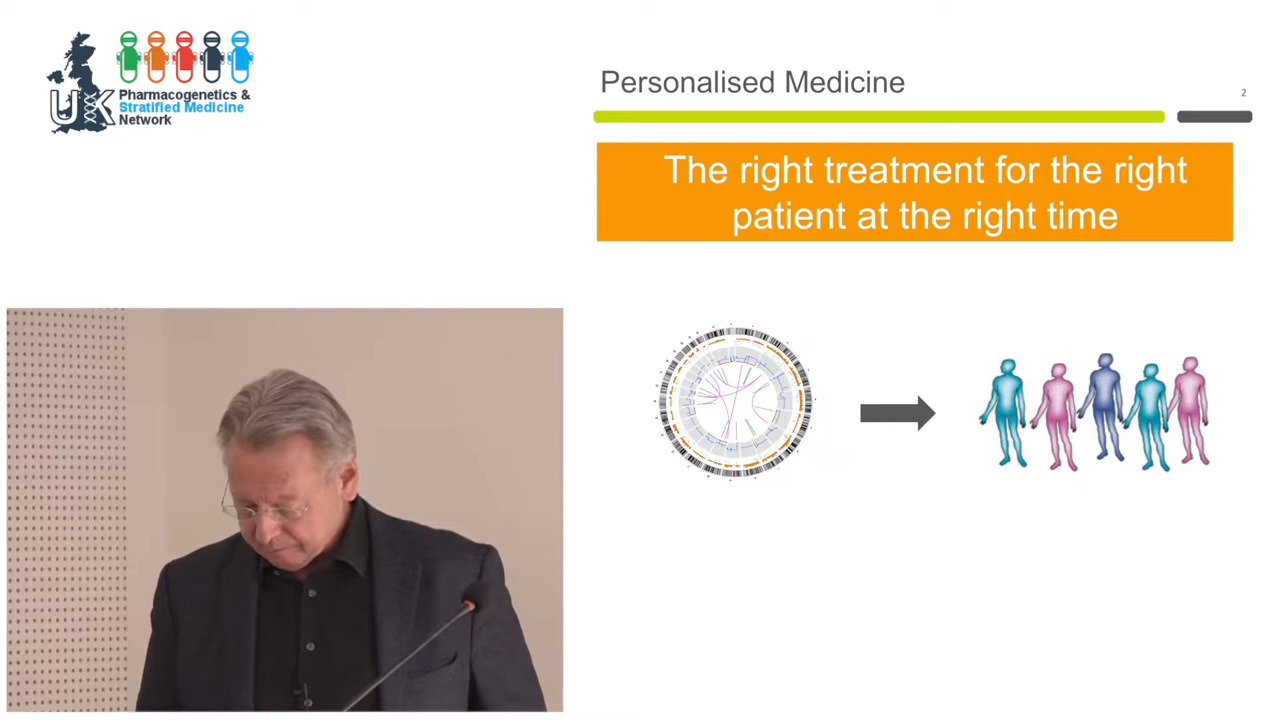 UK
Pharmacogenetics &
Stratified Medicine
Network
Personalised Medicine
2
The right treatment for the right
patient at the right time